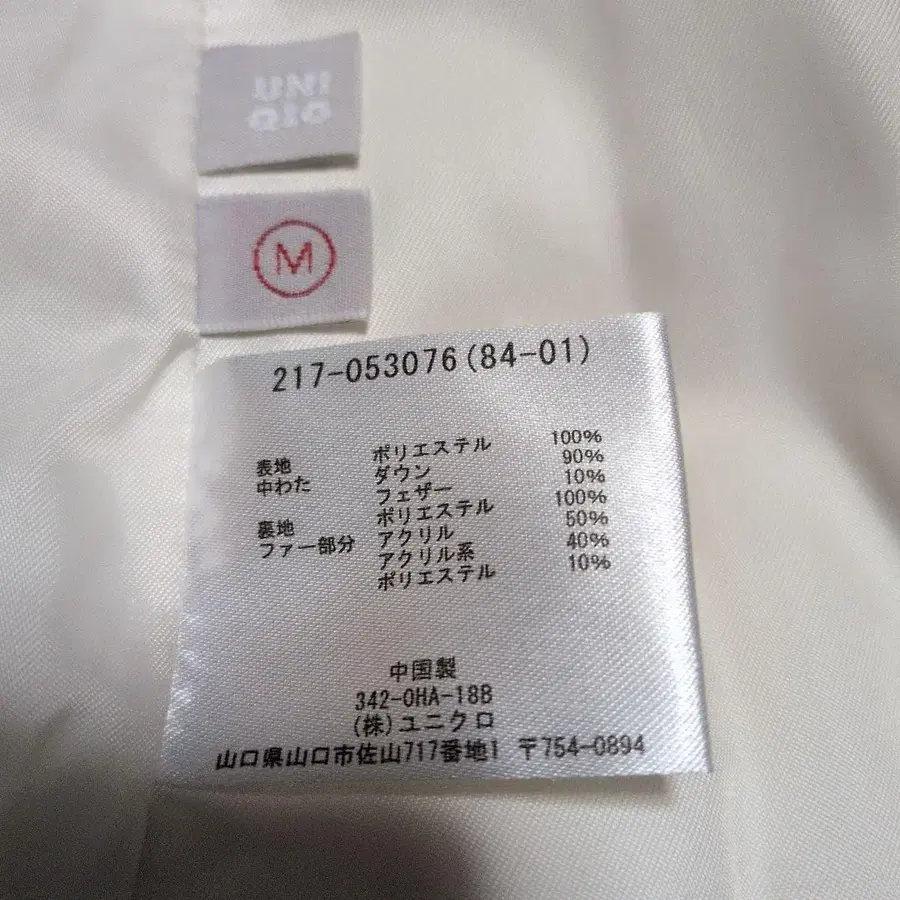 UNI
QLO
M
217-053076(84-01)
表地 ポリエステル 100%
中わた ダウン 90%
フェザー 10%
裏地 ポリエステル 100%
ファー部分 アクリル 50%
アクリル系 40%
ポリエステル 10%
中国製
342-0HA-18B
(株)ユニクロ
山口県山口市佐山717番地1 〒754-0894